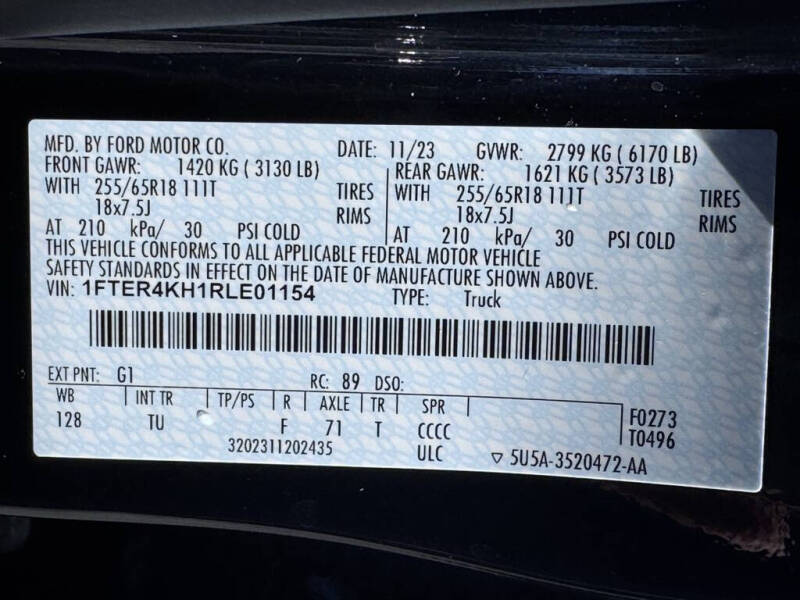 MFD. BY FORD MOTOR CO. DATE: 11/23 GVWR: 2799 KG ( 6170 LB)
FRONT GAWR: 1420 KG ( 3130 LB) REAR GAWR: 1621 KG ( 3573 LB)
WITH 255/65R18 111T TIRES WITH 255/65R18 111T TIRES
18x7.5J RIMS 18x7.5J RIMS
AT 210 kPa/ 30 PSI COLD AT 210 kPa/ 30 PSI COLD
THIS VEHICLE CONFORMS TO ALL APPLICABLE FEDERAL MOTOR VEHICLE
SAFETY STANDARDS IN EFFECT ON THE DATE OF MANUFACTURE SHOWN ABOVE.
VIN: 1FTER4KH1RLE01154 TYPE: Truck
EXT PNT: G1 RC: 89 DSO:
WB INT TR TP/PS R AXLE TR SPR F0273
128 TU F 71 T CCCC T0496
3202311202435 ULC ▽ 5U5A-3520472-AA